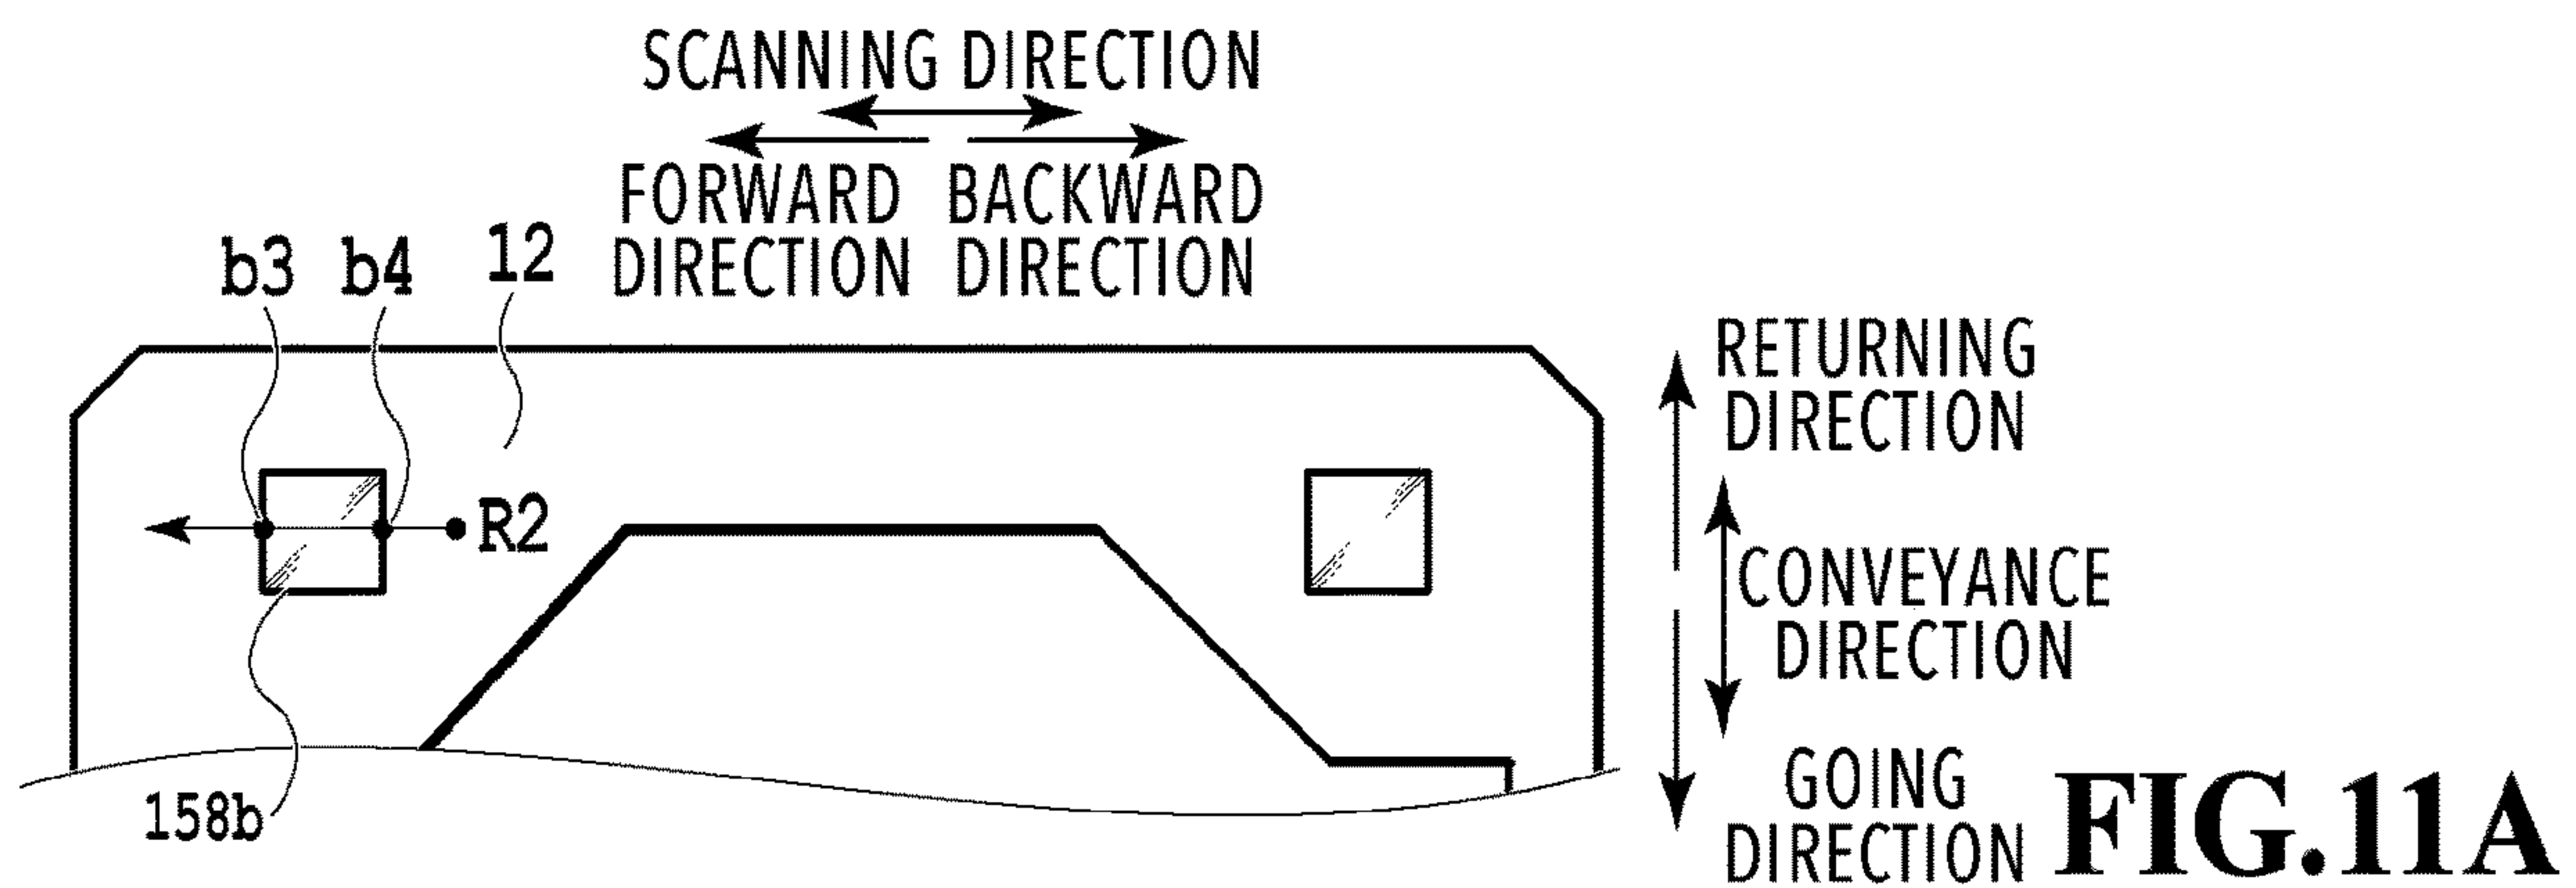 SCANNING DIRECTION
FORWARD BACKWARD
DIRECTION DIRECTION
b3 b4 12
RETURNING
DIRECTION
R2
CONVEYANCE
DIRECTION
GOING
DIRECTION
158b
FIG.11A